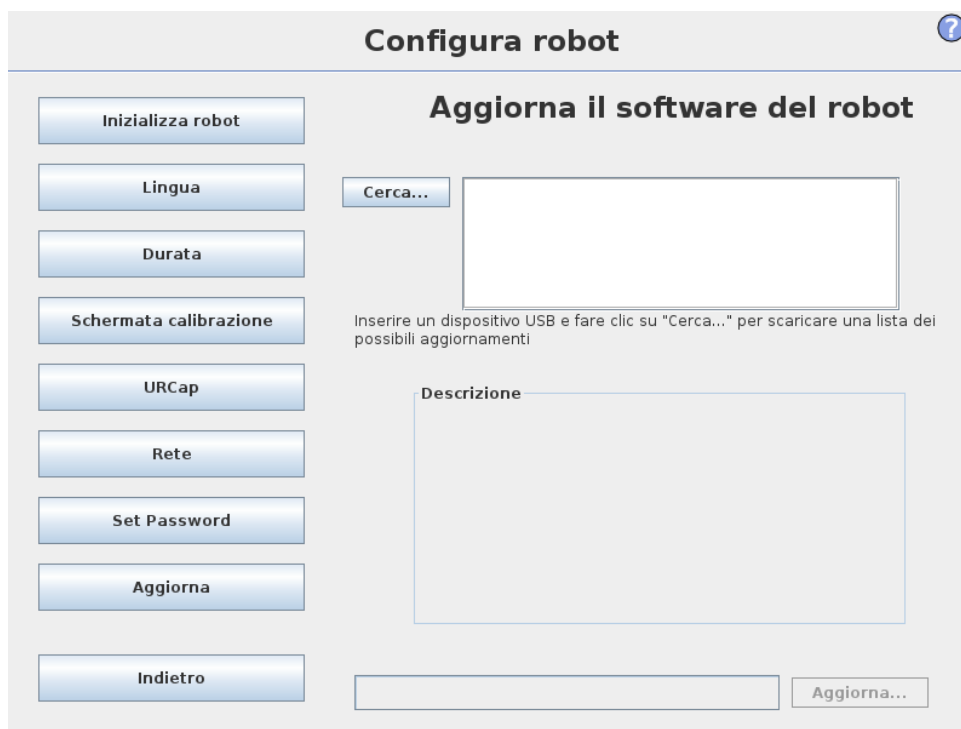 Configura robot
?
Inizializza robot
Lingua
Durata
Schermata calibrazione
URCap
Rete
Set Password
Aggiorna
Indietro
Aggiorna il software del robot
Cerca...
Inserire un dispositivo USB e fare clic su "Cerca..." per scaricare una lista dei
possibili aggiornamenti
Descrizione
Aggiorna...